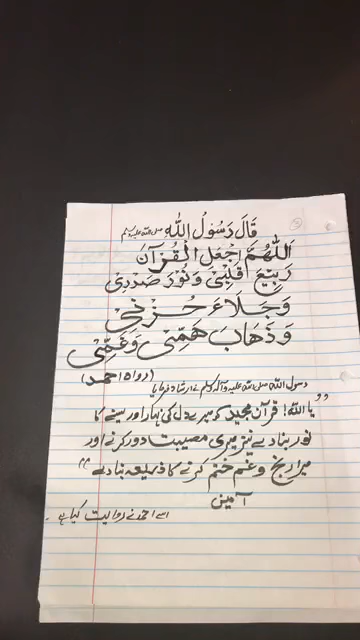 قَالَ رَسُوْلُ اللّٰهِ صلی اللہ علیہ وسلم
اَللّٰهُمَّ اجْعَلِ الْقُرْآنَ
رَبِيْعَ قَلْبِيْ وَنُوْرَ صَدْرِيْ
وَجَلَاءَ حُزْنِيْ
وَذَهَابَ هَمِّيْ وَغَمِّيْ
(رواہ احمد)
رسول اللہ صلی اللہ علیہ وآلہ وسلم نے ارشاد فرمایا
"یا اللہ! قرآن مجید کو میرے دل کی بہار اور سینے کا
نور بنا دے نیز میری مصیبت دور کرنے اور
میرا رنج و غم ختم کرنے کا ذریعہ بنا دے"
آمین
اسے احمد نے روایت کیا ہے۔